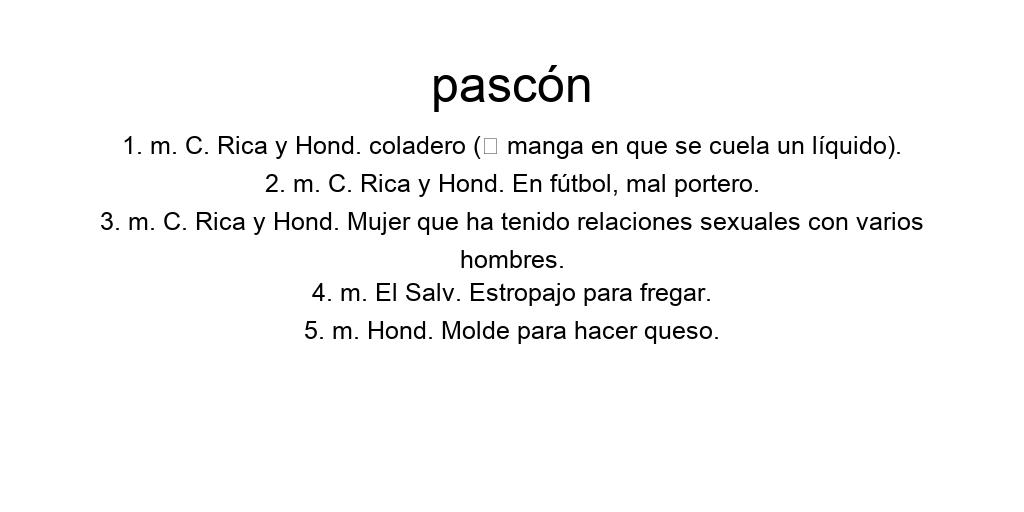 pascón
1. m. C. Rica y Hond. coladero (□ manga en que se cuela un líquido).
2. m. C. Rica y Hond. En fútbol, mal portero.
3. m. C. Rica y Hond. Mujer que ha tenido relaciones sexuales con varios
hombres.
4. m. El Salv. Estropajo para fregar.
5. m. Hond. Molde para hacer queso.